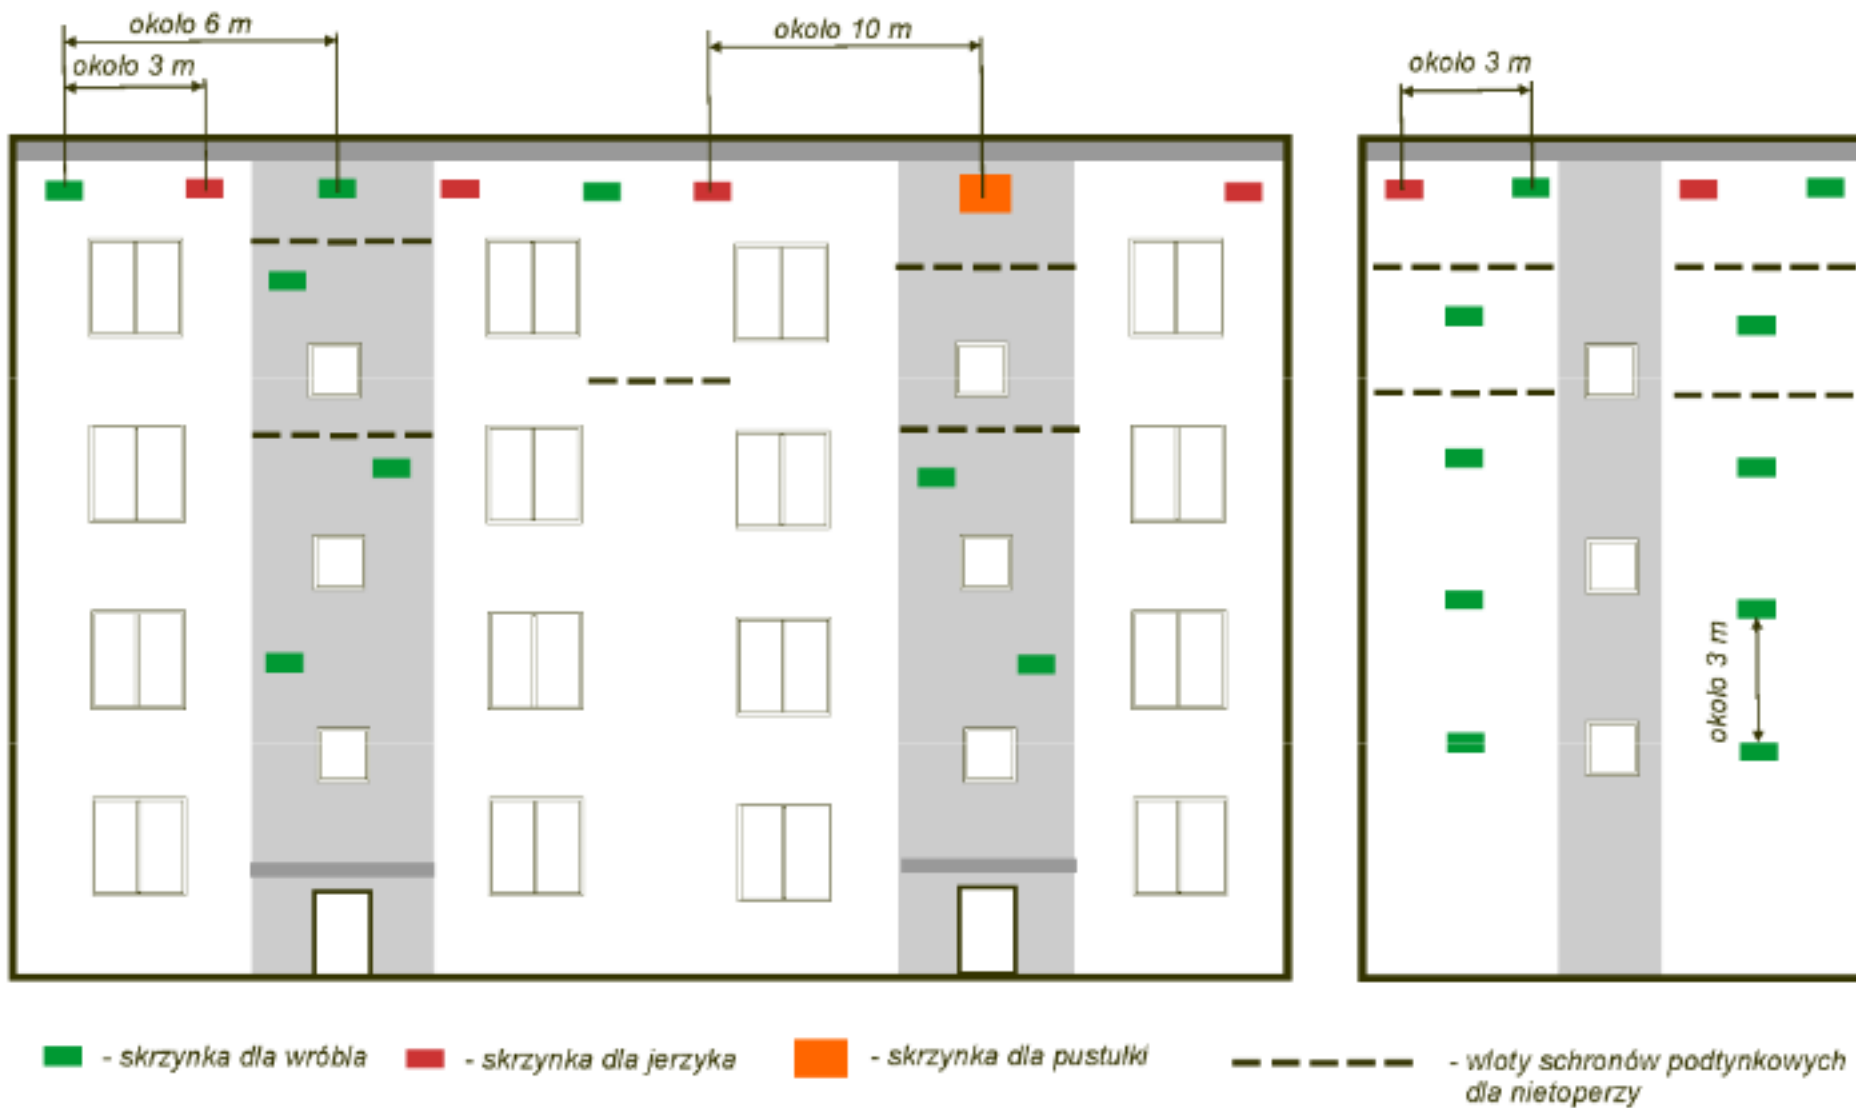 około 6 m
około 3 m
około 10 m
około 3 m
około 3 m
- skrzynka dla wróbla
- skrzynka dla jerzyka
- skrzynka dla pustułki
- wloty schronów podtynkowych
dla nietoperzy